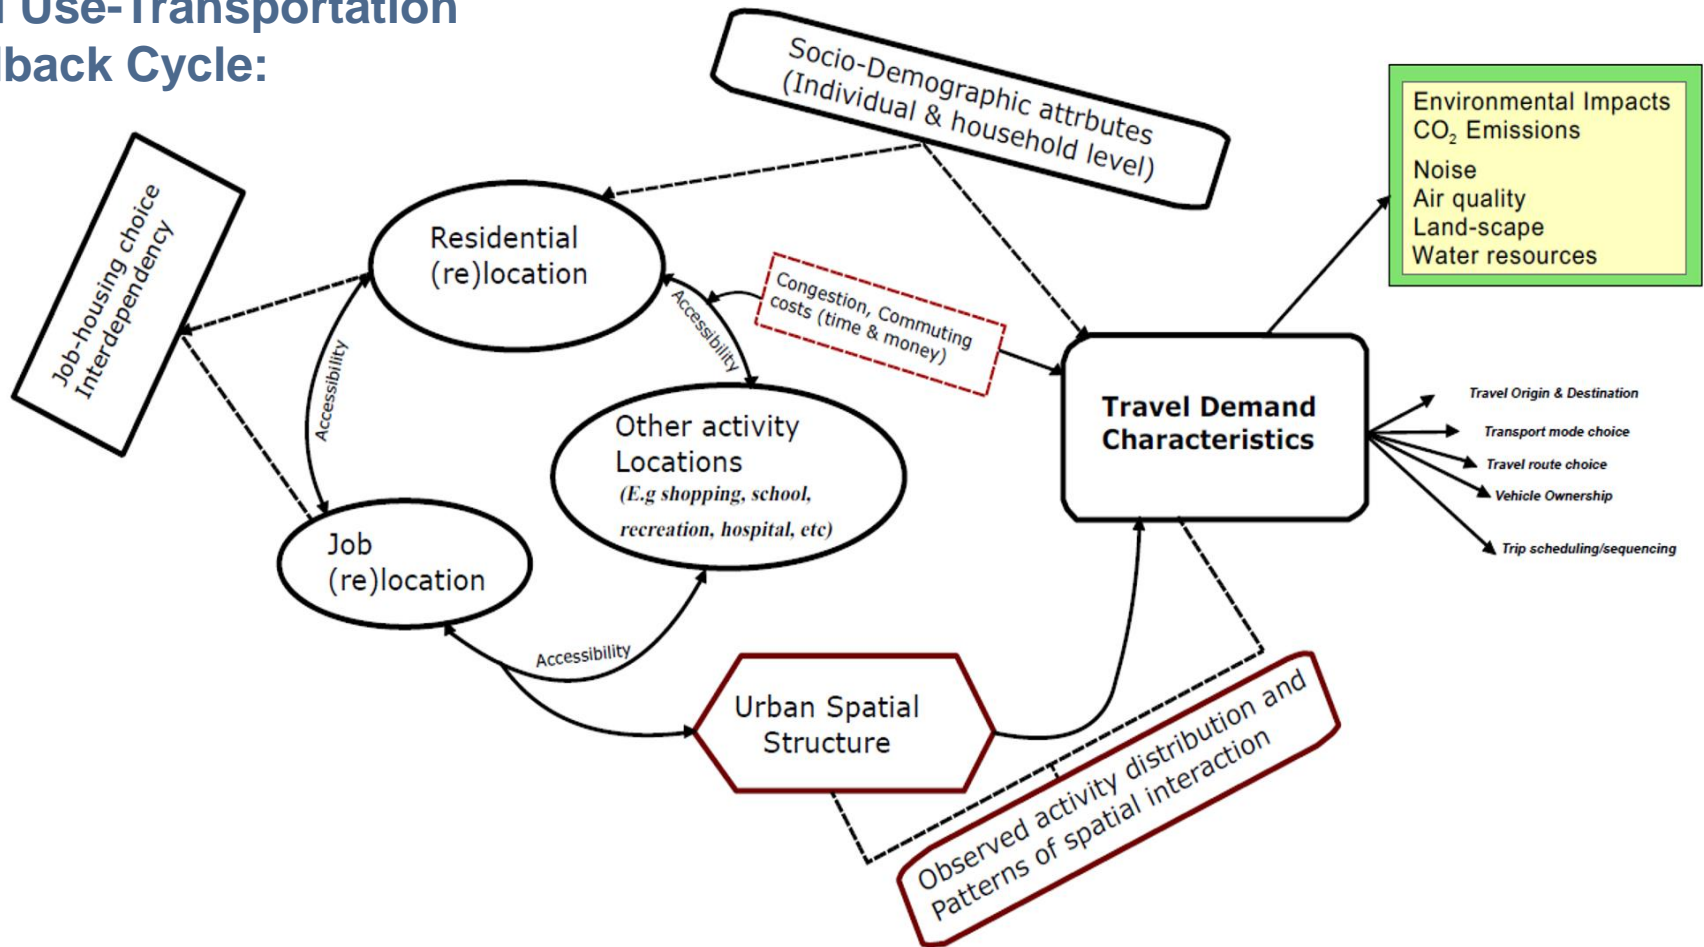 Use-Transportation
lback Cycle:
Socio-Demographic attrbutes
(Individual & household level)
Environmental Impacts
CO₂ Emissions
Noise
Air quality
Land-scape
Water resources
Job-housing choice
Interdependency
Residential
(re)location
Congestion, Commuting
costs (time & money)
Accessibility
Accessibility
Travel Demand
Characteristics
Travel Origin & Destination
Transport mode choice
Travel route choice
Vehicle Ownership
Trip scheduling/sequencing
Other activity
Locations
(E.g shopping, school,
recreation, hospital, etc)
Job
(re)location
Accessibility
Urban Spatial
Structure
Observed activity distribution and
Patterns of spatial interaction